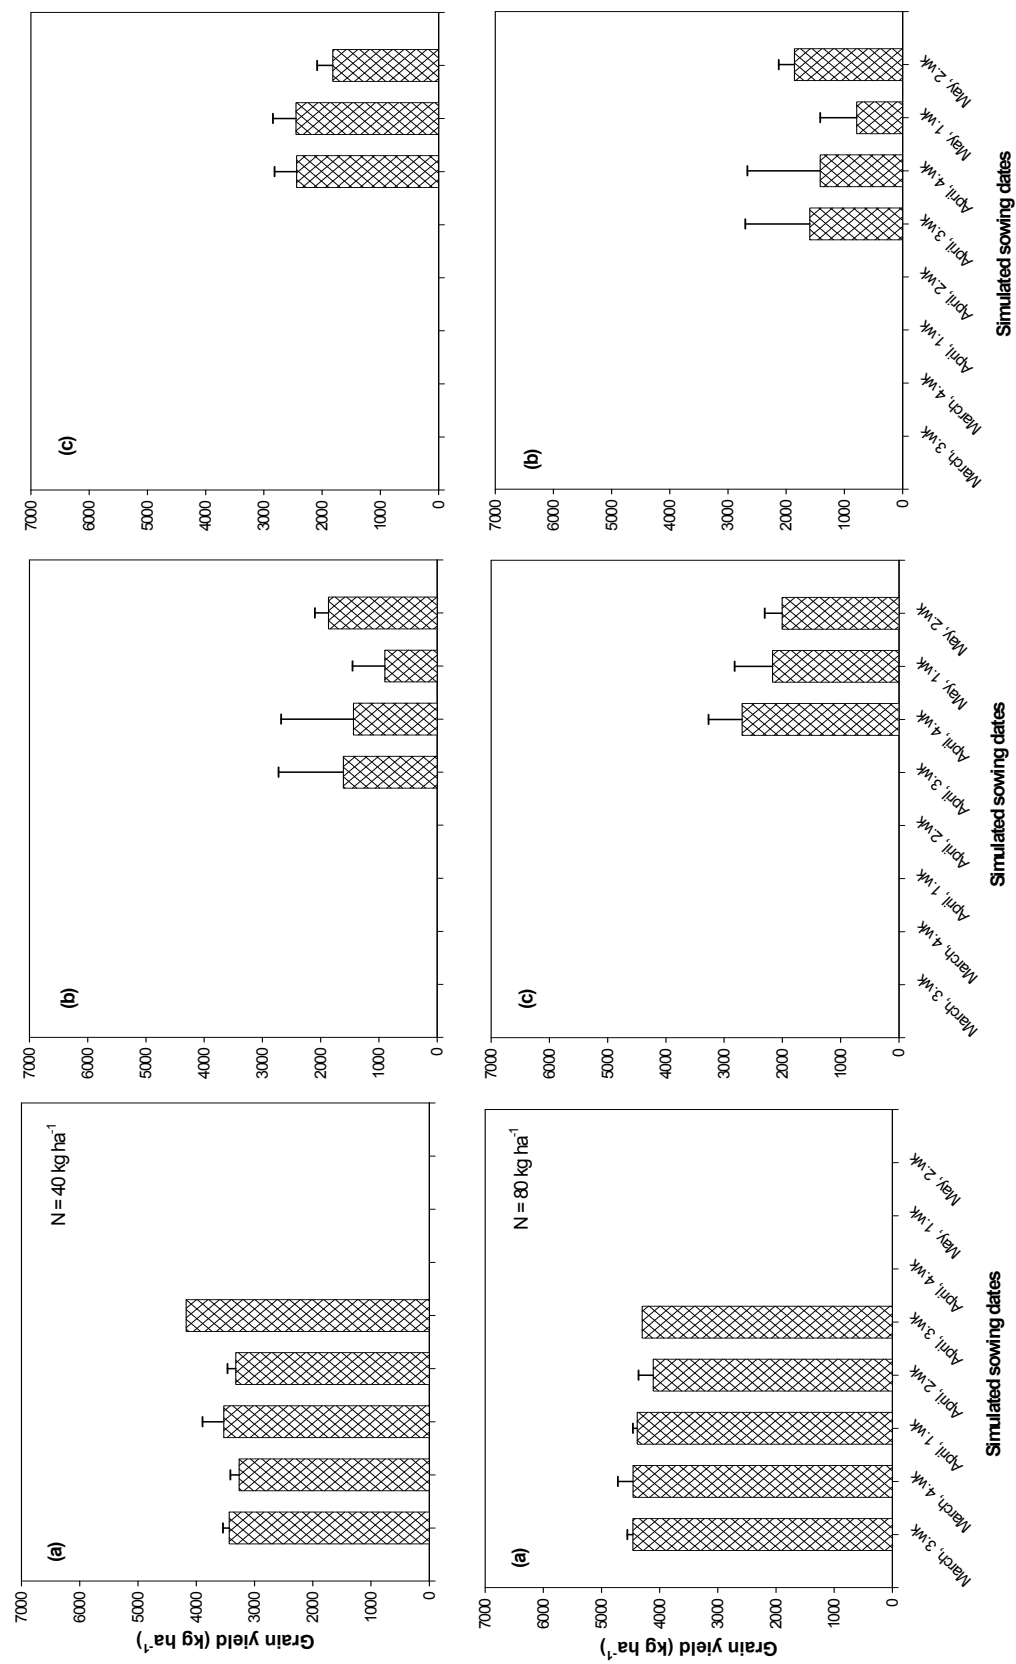 Grain yield (kg ha⁻¹)
7000
6000
5000
4000
3000
2000
1000
0
(a)
N = 40 kg ha⁻¹
7000
6000
5000
4000
3000
2000
1000
0
(b)
7000
6000
5000
4000
3000
2000
1000
0
(c)
Grain yield (kg ha⁻¹)
7000
6000
5000
4000
3000
2000
1000
0
(a)
N = 80 kg ha⁻¹
March, 3.wk
March, 4.wk
April, 1.wk
April, 2.wk
April, 3.wk
April, 4.wk
May, 1.wk
May, 2.wk
Simulated sowing dates
7000
6000
5000
4000
3000
2000
1000
0
(c)
March, 3.wk
March, 4.wk
April, 1.wk
April, 2.wk
April, 3.wk
April, 4.wk
May, 1.wk
May, 2.wk
Simulated sowing dates
7000
6000
5000
4000
3000
2000
1000
0
(b)
March, 3.wk
March, 4.wk
April, 1.wk
April, 2.wk
April, 3.wk
April, 4.wk
May, 1.wk
May, 2.wk
Simulated sowing dates